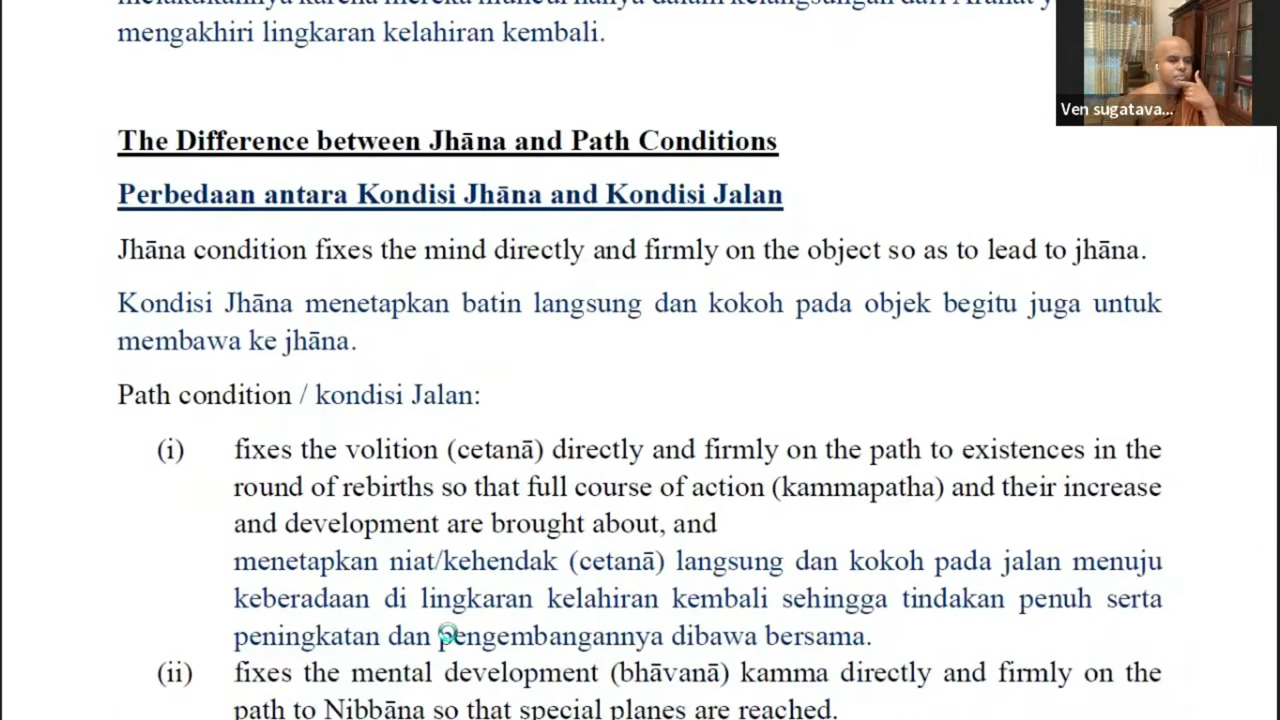 mengakhiri lingkaran kelahiran kembali.
Ven sugatava...
The Difference between Jhāna and Path Conditions
Perbedaan antara Kondisi Jhāna and Kondisi Jalan
Jhāna condition fixes the mind directly and firmly on the object so as to lead to jhāna.
Kondisi Jhāna menetapkan batin langsung dan kokoh pada objek begitu juga untuk
membawa ke jhāna.
Path condition / kondisi Jalan:
(i) fixes the volition (cetanā) directly and firmly on the path to existences in the
round of rebirths so that full course of action (kammapatha) and their increase
and development are brought about, and
menetapkan niat/kehendak (cetanā) langsung dan kokoh pada jalan menuju
keberadaan di lingkaran kelahiran kembali sehingga tindakan penuh serta
peningkatan dan pengembangannya dibawa bersama.
(ii) fixes the mental development (bhāvanā) kamma directly and firmly on the
path to Nibbāna so that special planes are reached.